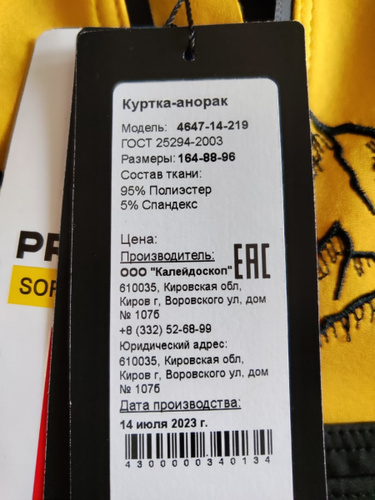 Куртка-анорак
Модель: 4647-14-219
ГОСТ 25294-2003
Размеры: 164-88-96
Состав ткани:
95% Полиэстер
5% Спандекс
Цена:
Производитель:
ООО "Калейдоскоп"
EAC
610035, Кировская обл,
Киров г, Воровского ул, дом
№ 107б
+8 (332) 52-68-99
Юридический адрес:
610035, Кировская обл,
Киров г, Воровского ул, дом
№ 107б
Дата производства:
14 июля 2023 г.
4300000340134
PR
SOF